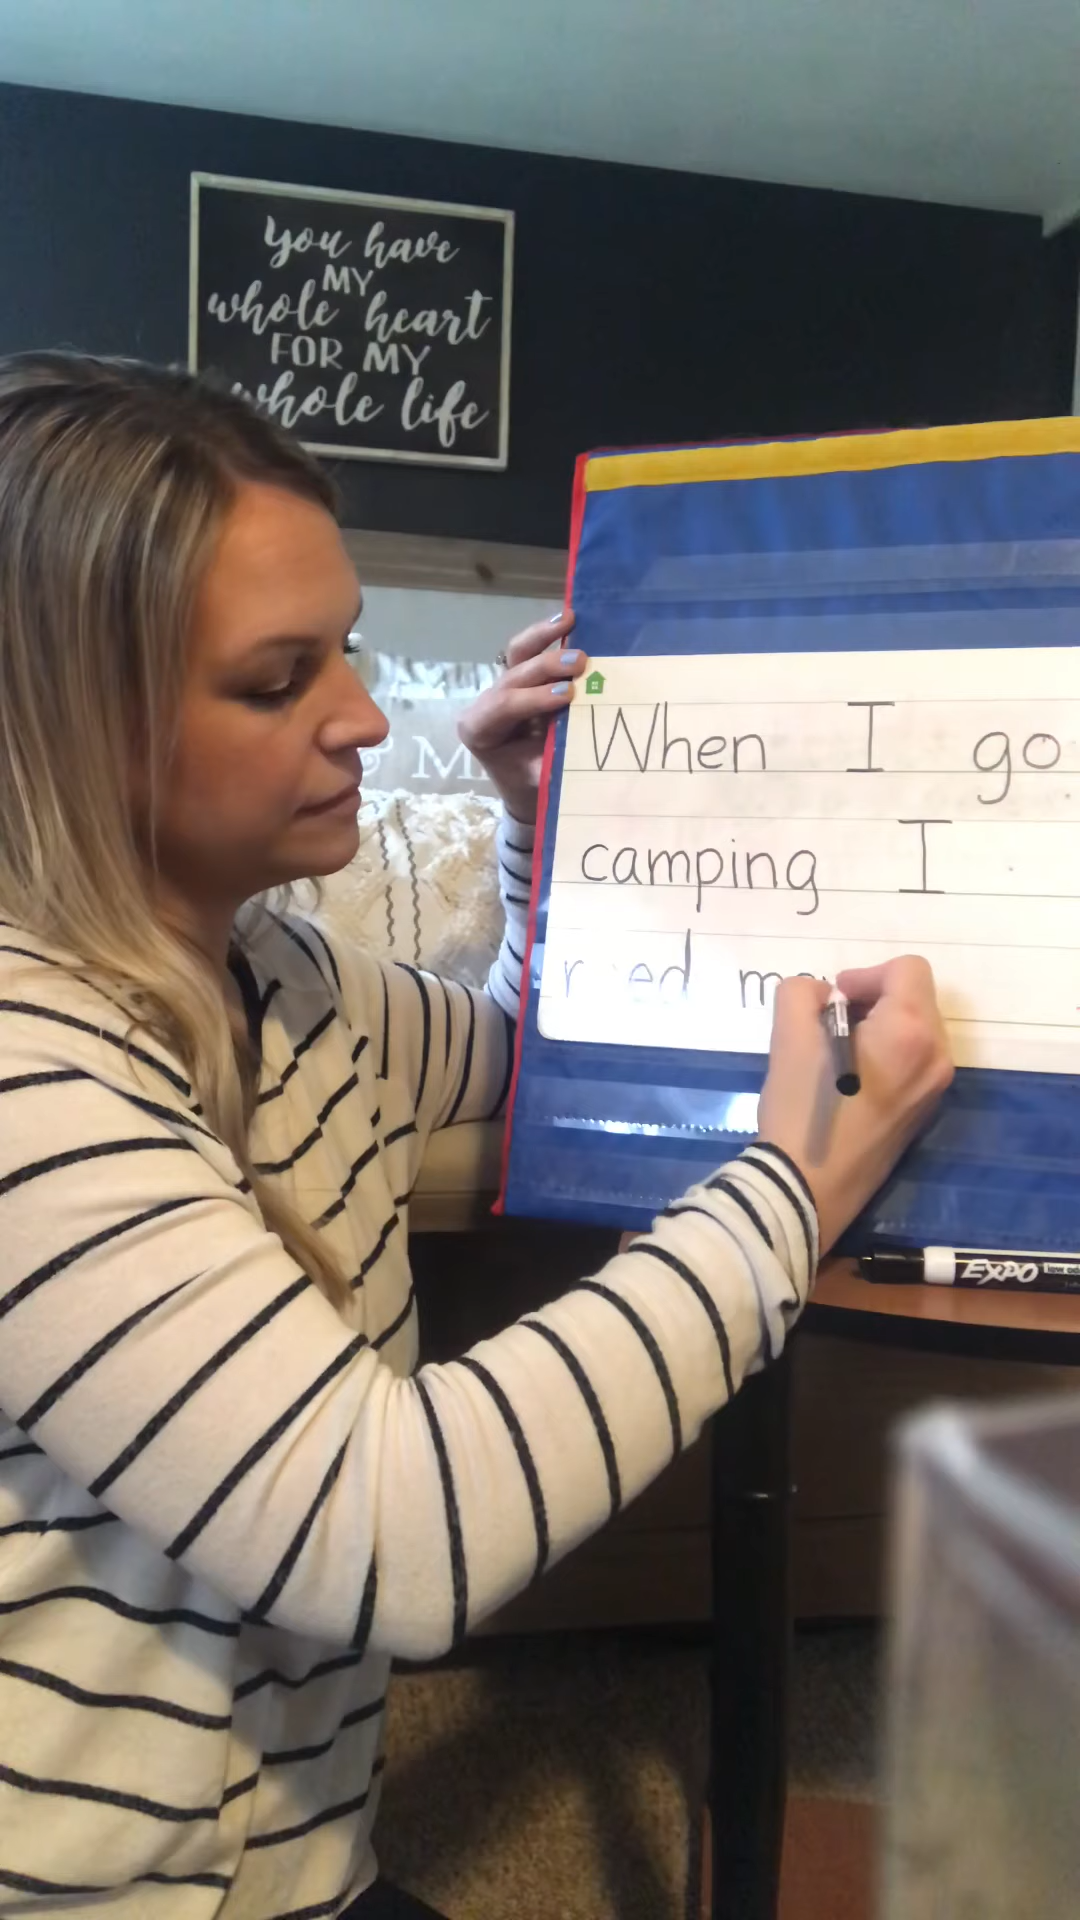 you have
MY
whole heart
FOR MY
whole life
& M
When I go
camping I
EXPO